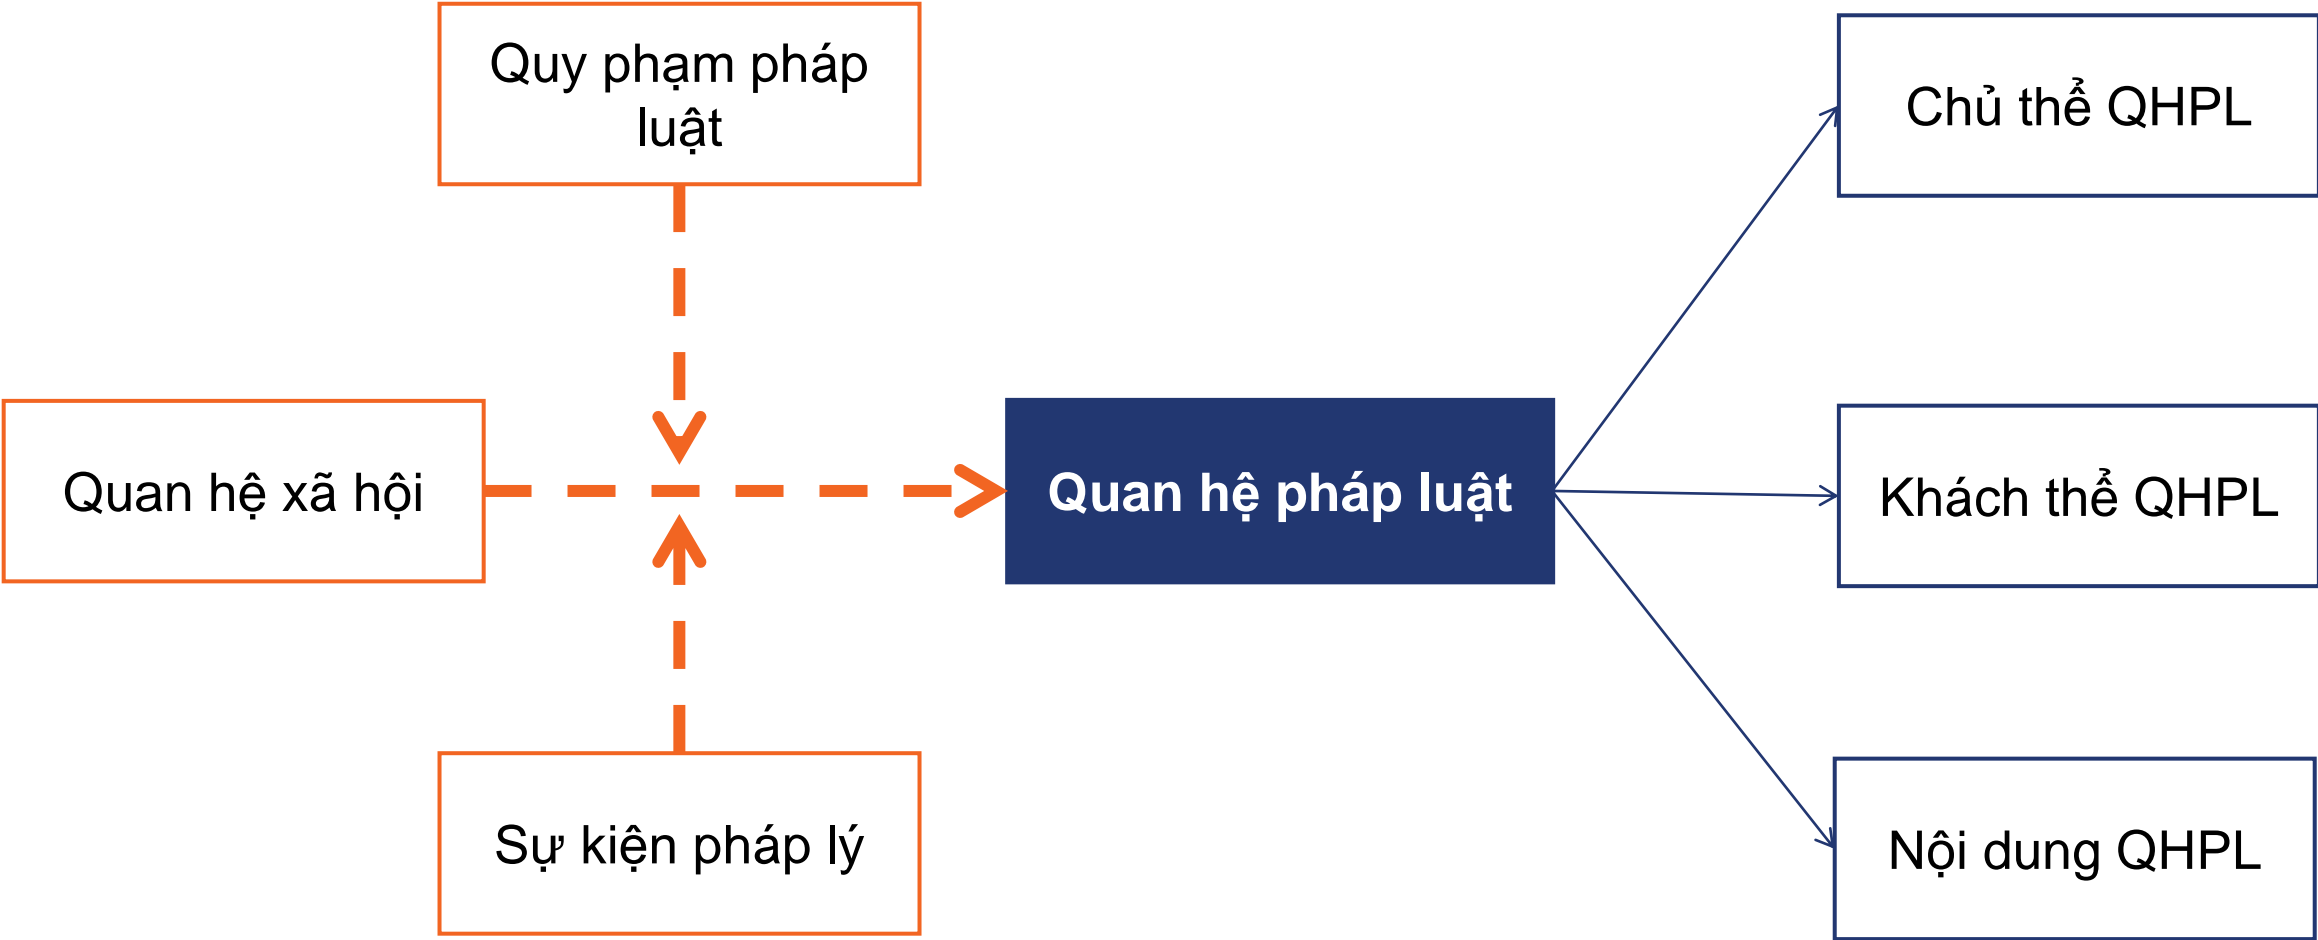 Quy phạm pháp
luật
Chủ thể QHPL
Quan hệ xã hội
Quan hệ pháp luật
Khách thể QHPL
Sự kiện pháp lý
Nội dung QHPL